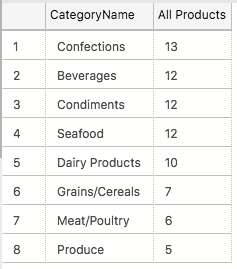 CategoryName All Products
1 Confections 13
2 Beverages 12
3 Condiments 12
4 Seafood 12
5 Dairy Products 10
6 Grains/Cereals 7
7 Meat/Poultry 6
8 Produce 5